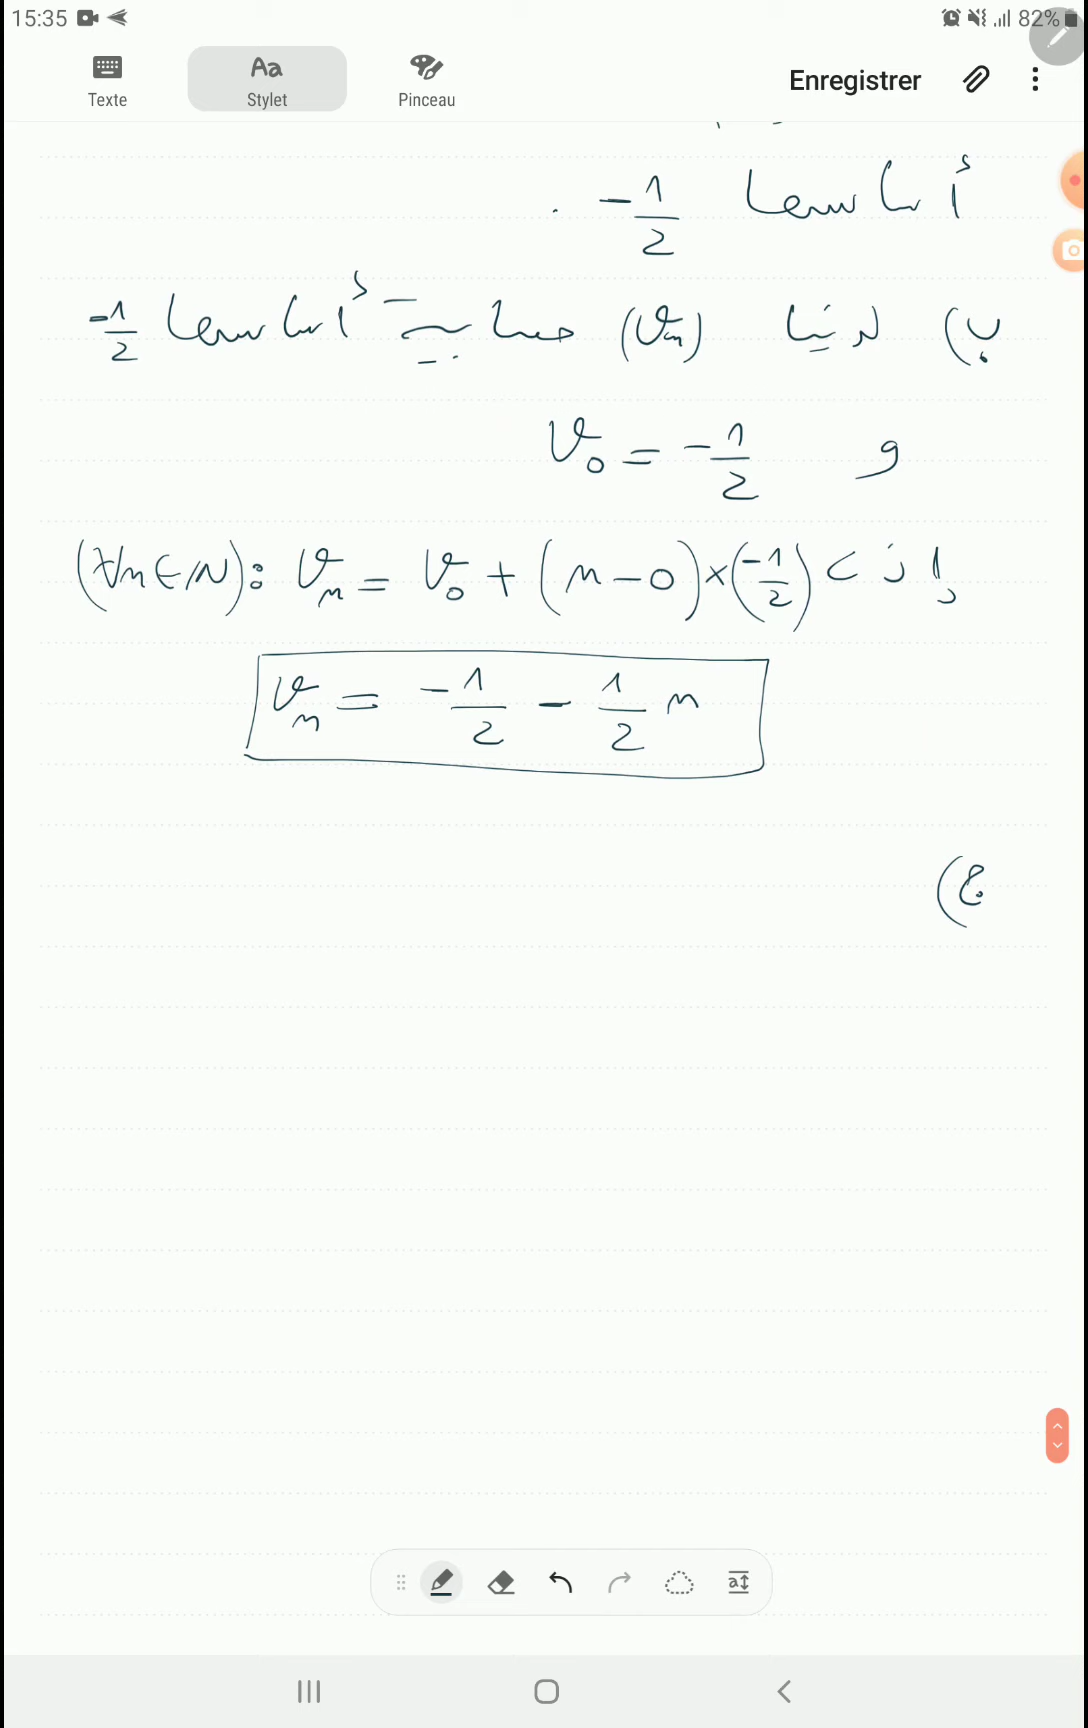 15:35 82%
Texte
Stylet
Pinceau
Enregistrer
أساسها -1/2 .
ب) لدينا (vn) حسابية أساسها -1/2
و v0 = -1/2
إذن (∀n∈IN): vn = v0 + (n-0)×(-1/2)
vn = -1/2 - 1/2 n
ج)